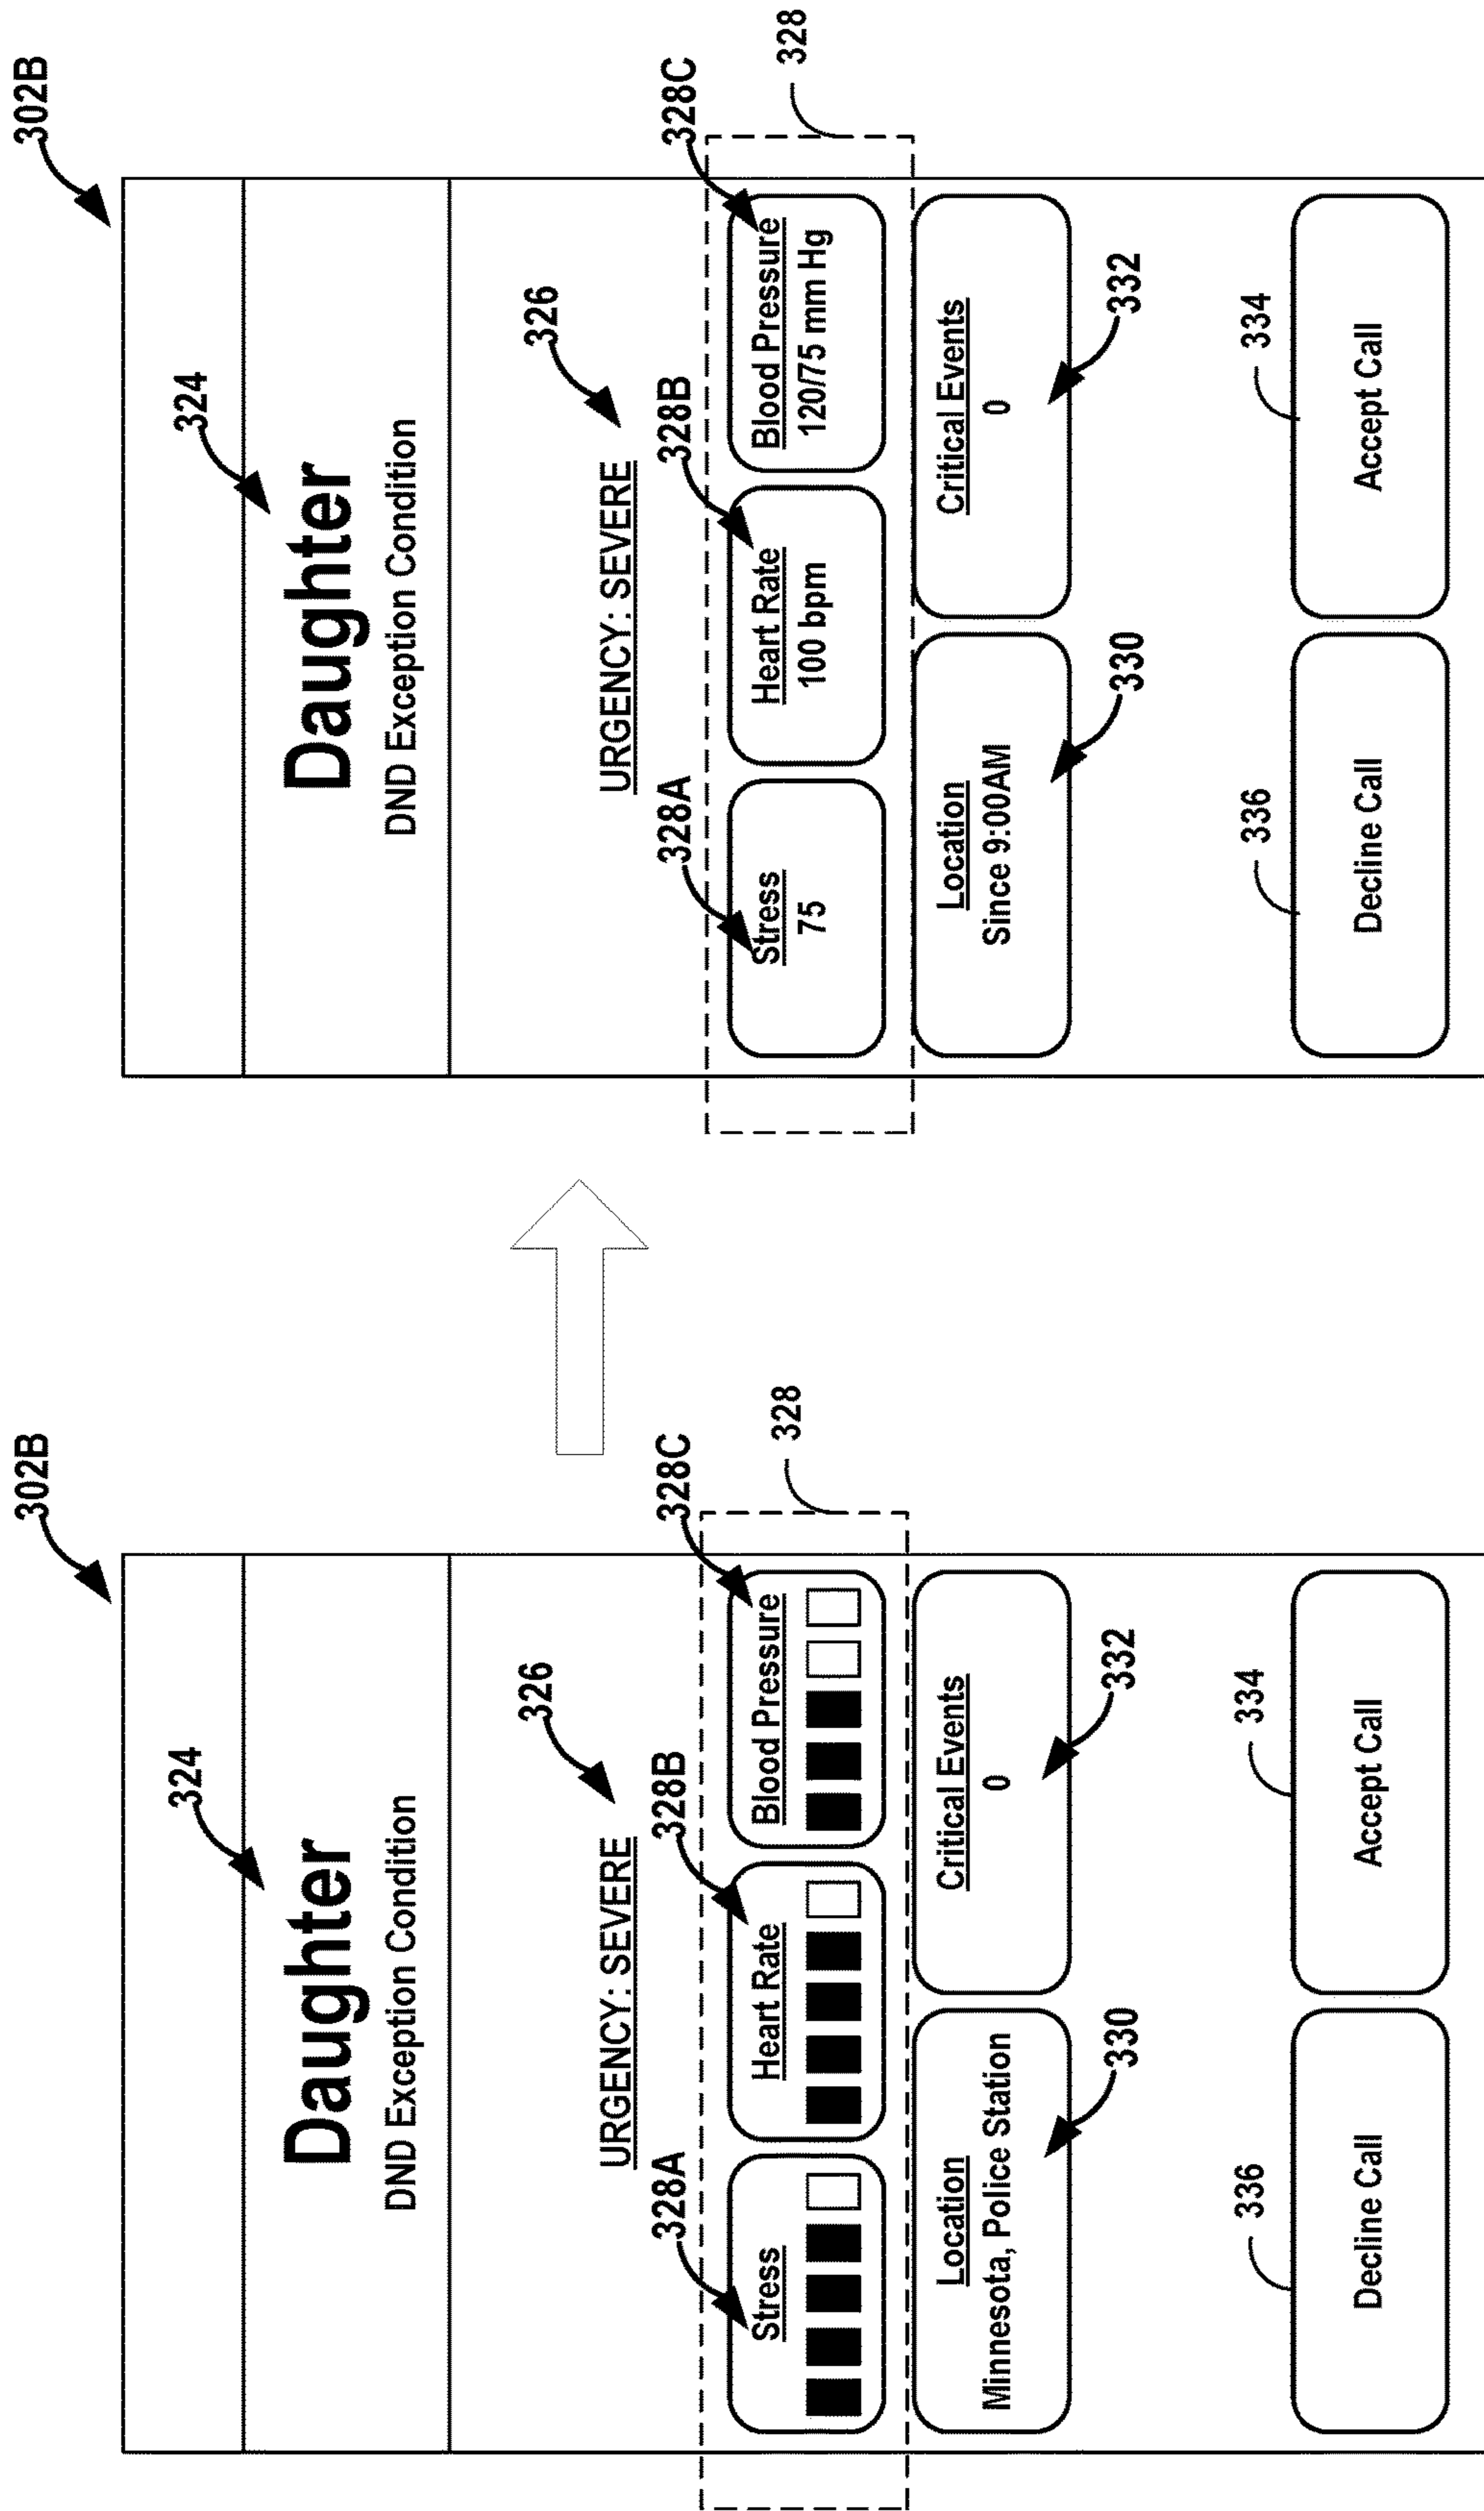 302B
324
Daughter
DND Exception Condition
326
URGENCY: SEVERE
328A
328B
328C
328
Stress
Heart Rate
Blood Pressure
Location
Minnesota, Police Station
Critical Events
0
330
332
336
334
Decline Call
Accept Call
302B
324
Daughter
DND Exception Condition
326
URGENCY: SEVERE
328A
328B
328C
328
Stress
75
Heart Rate
100 bpm
Blood Pressure
120/75 mm Hg
Location
Since 9:00AM
Critical Events
0
330
332
336
334
Decline Call
Accept Call